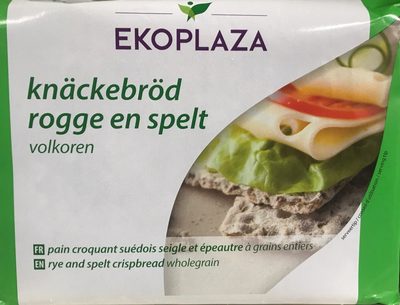 EKOPLAZA
knäckebröd
rogge en spelt
volkoren
FR pain croquant suédois seigle et épeautre à grains entiers
EN rye and spelt crispbread wholegrain